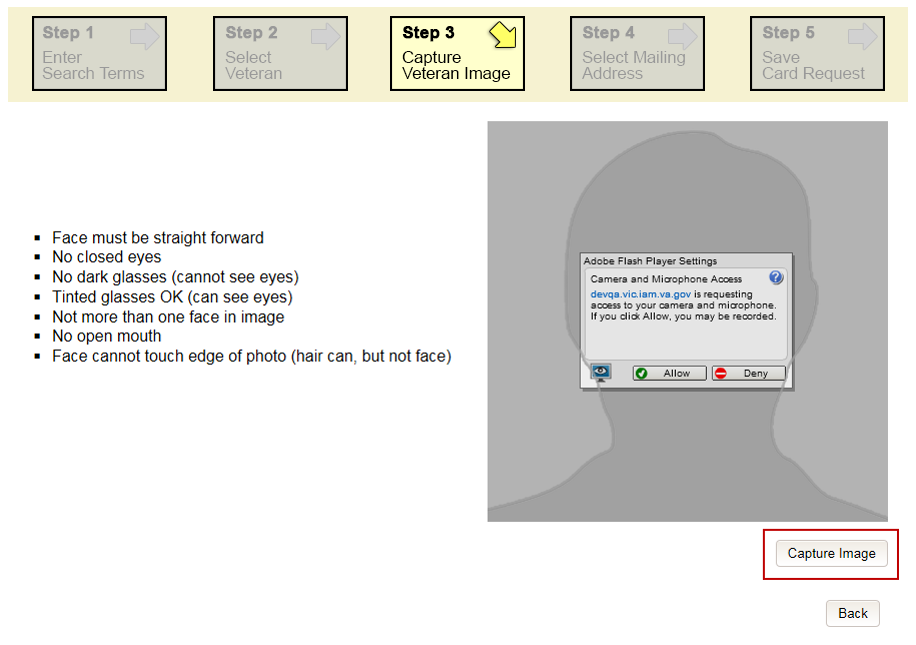 Step 1
Enter
Search Terms
Step 2
Select
Veteran
Step 3
Capture
Veteran Image
Step 4
Select Mailing
Address
Step 5
Save
Card Request
Face must be straight forward
No closed eyes
No dark glasses (cannot see eyes)
Tinted glasses OK (can see eyes)
Not more than one face in image
No open mouth
Face cannot touch edge of photo (hair can, but not face)
Adobe Flash Player Settings
Camera and Microphone Access
?
devqa.vic.iam.va.gov is requesting
access to your camera and microphone.
If you click Allow, you may be recorded.
Allow
Deny
Capture Image
Back